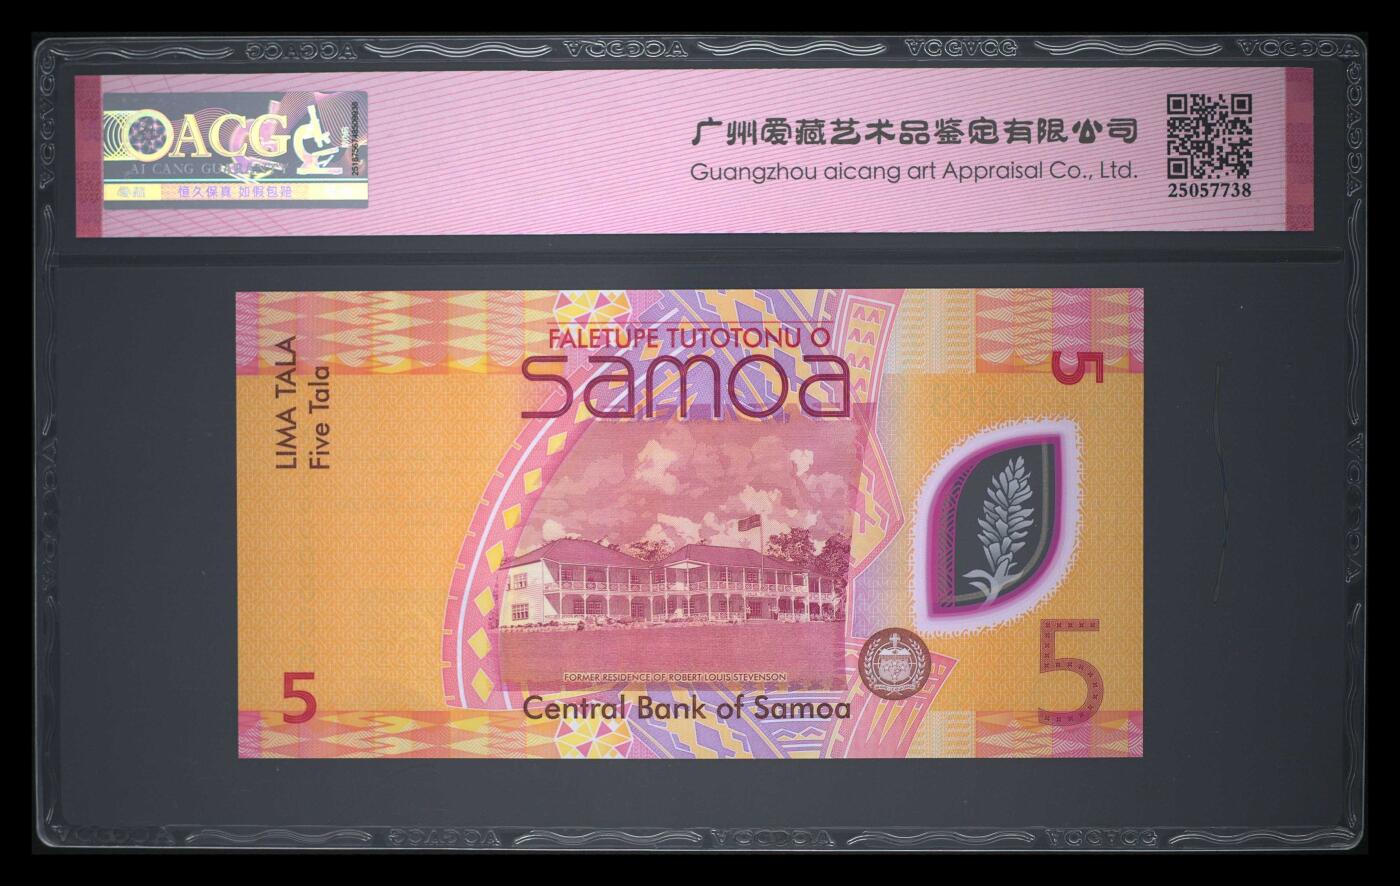 ACG
AI CANG GUARANTY
恒久保真 如假包赔
广州爱藏艺术品鉴定有限公司
Guangzhou aicang art Appraisal Co., Ltd.
25057738
LIMA TALA
Five Tala
FALETUPE TUTOTONU O
samoa
5
FORMER RESIDENCE OF ROBERT LOUIS STEVENSON
Central Bank of Samoa
5
5